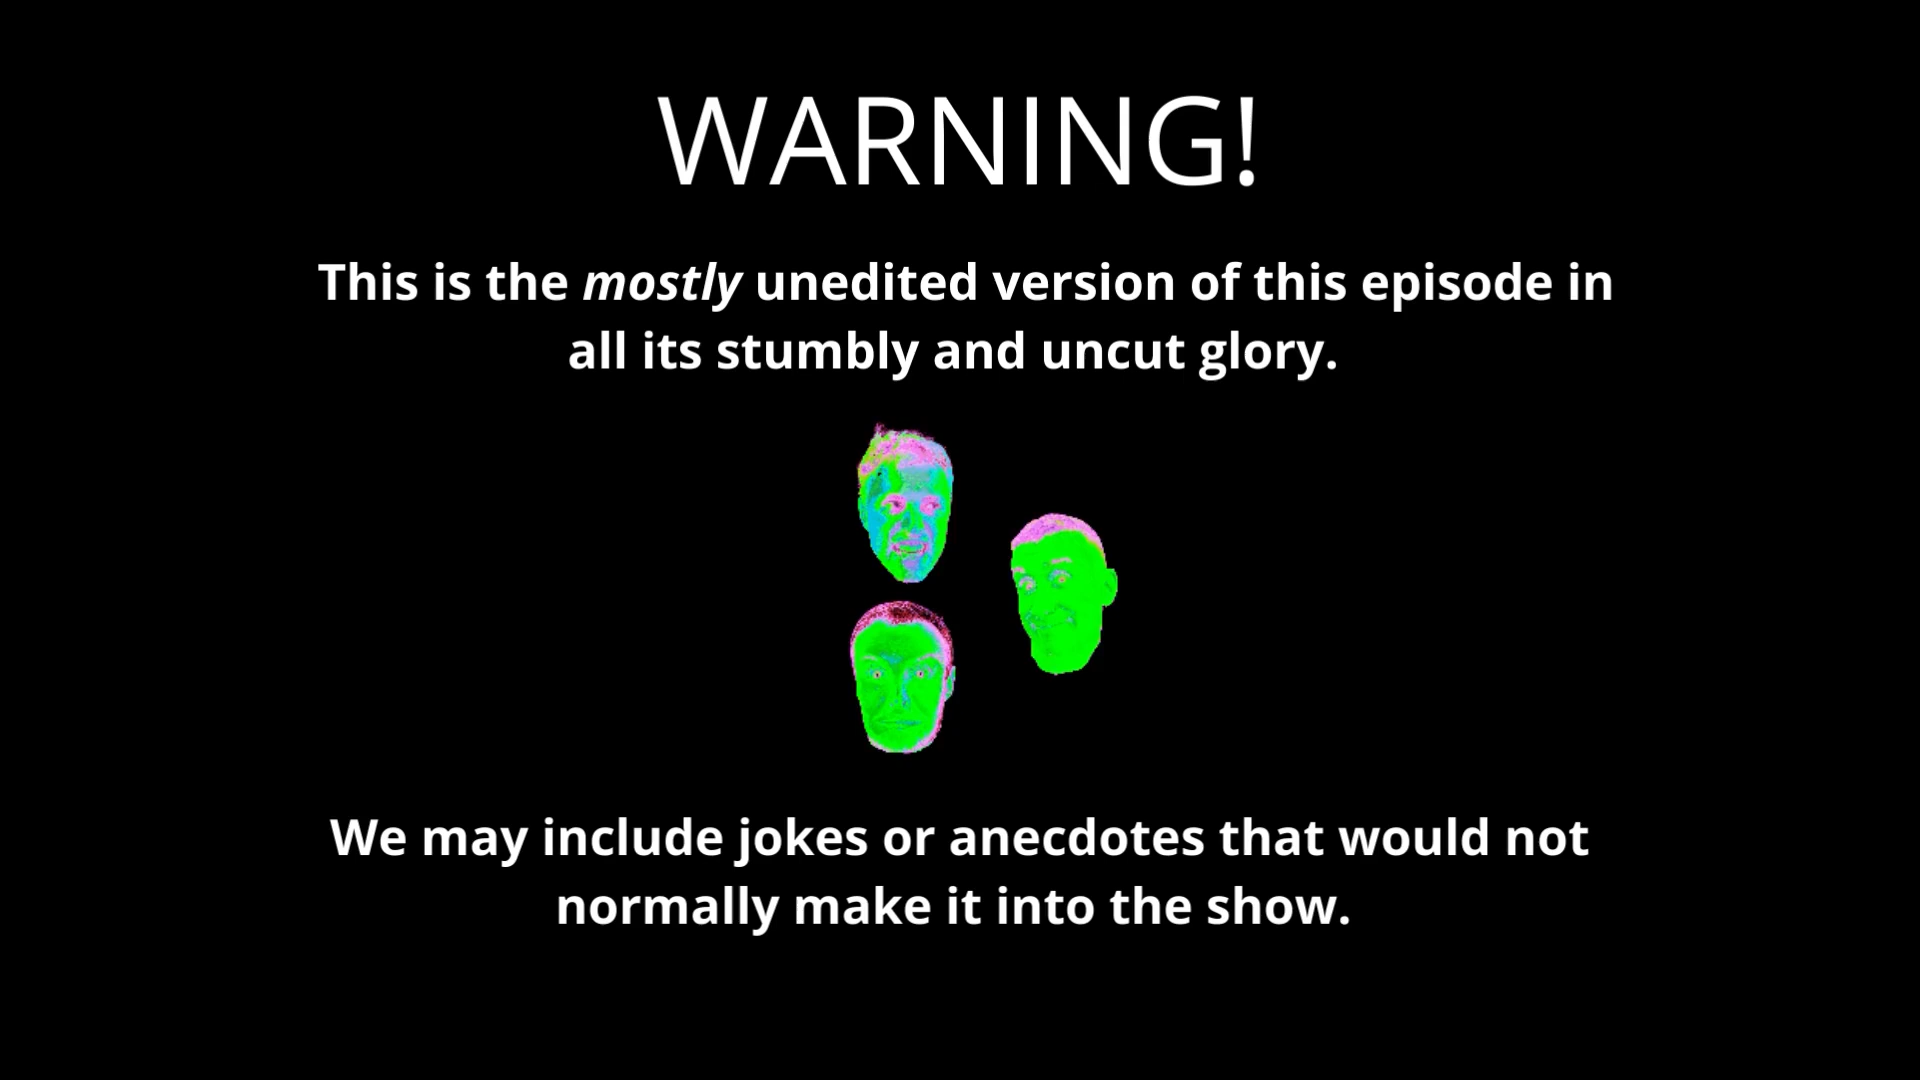 WARNING!
This is the mostly unedited version of this episode in
all its stumbly and uncut glory.
We may include jokes or anecdotes that would not
normally make it into the show.